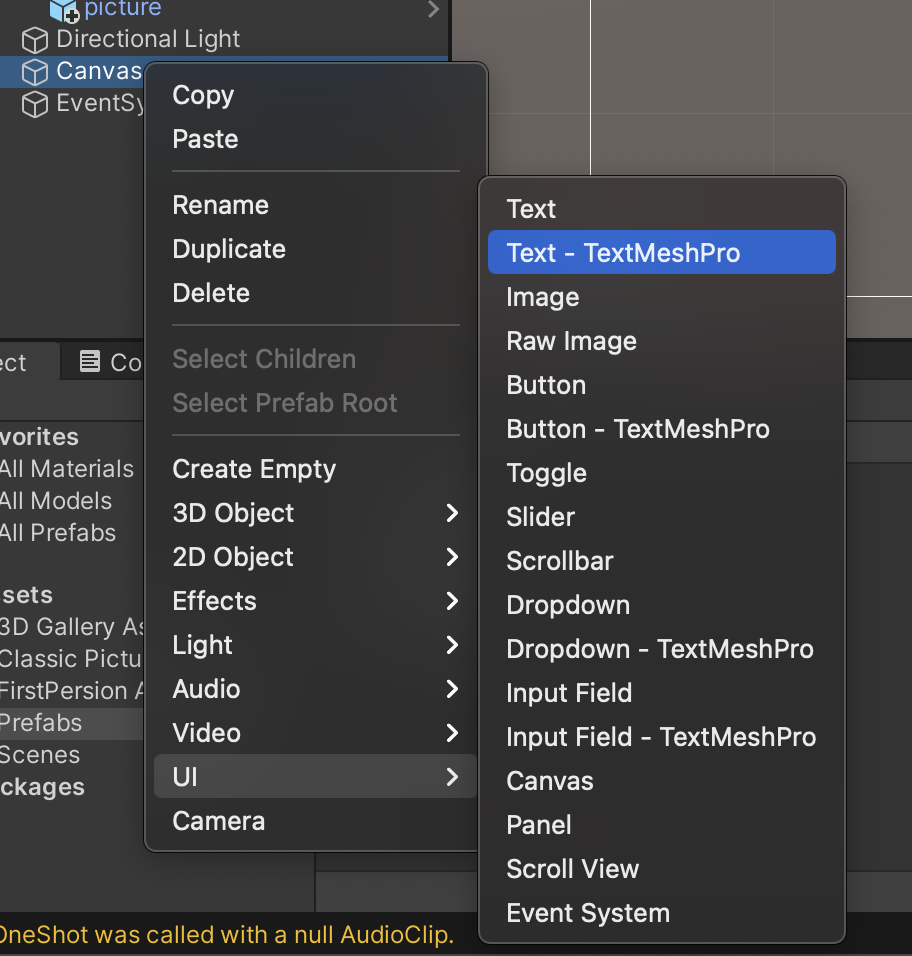 picture
Directional Light
Canvas
EventSy
Copy
Paste
Rename
Duplicate
Delete
Select Children
Select Prefab Root
Create Empty
3D Object
2D Object
Effects
Light
Audio
Video
UI
Camera
Text
Text - TextMeshPro
Image
Raw Image
Button
Button - TextMeshPro
Toggle
Slider
Scrollbar
Dropdown
Dropdown - TextMeshPro
Input Field
Input Field - TextMeshPro
Canvas
Panel
Scroll View
Event System
ect
Co
vorites
All Materials
All Models
All Prefabs
sets
3D Gallery As
Classic Pictu
FirstPersion A
Prefabs
Scenes
ckages
OneShot was called with a null AudioClip.